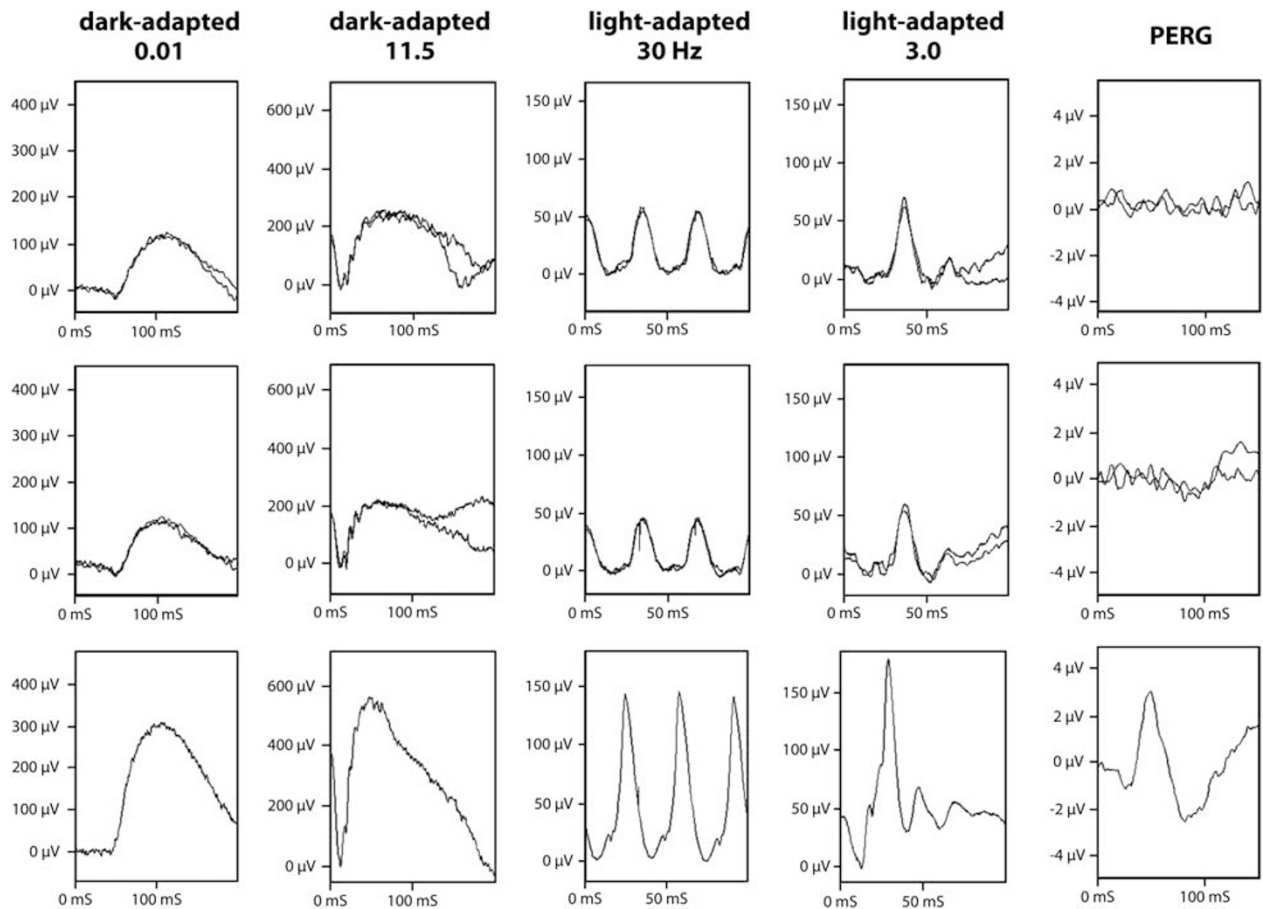 dark-adapted
0.01
dark-adapted
11.5
light-adapted
30 Hz
light-adapted
3.0
PERG
400 µV
300 µV
200 µV
100 µV
0 µV
0 mS 100 mS
600 µV
400 µV
200 µV
0 µV
0 mS 100 mS
150 µV
100 µV
50 µV
0 µV
0 mS 50 mS
150 µV
100 µV
50 µV
0 µV
0 mS 50 mS
4 µV
2 µV
0 µV
-2 µV
-4 µV
0 mS 100 mS
400 µV
300 µV
200 µV
100 µV
0 µV
0 mS 100 mS
600 µV
400 µV
200 µV
0 µV
0 mS 100 mS
150 µV
100 µV
50 µV
0 µV
0 mS 50 mS
150 µV
100 µV
50 µV
0 µV
0 mS 50 mS
4 µV
2 µV
0 µV
-2 µV
-4 µV
0 mS 100 mS
400 µV
300 µV
200 µV
100 µV
0 µV
0 mS 100 mS
600 µV
400 µV
200 µV
0 µV
0 mS 100 mS
150 µV
100 µV
50 µV
0 µV
0 mS 50 mS
150 µV
100 µV
50 µV
0 µV
0 mS 50 mS
4 µV
2 µV
0 µV
-2 µV
-4 µV
0 mS 100 mS